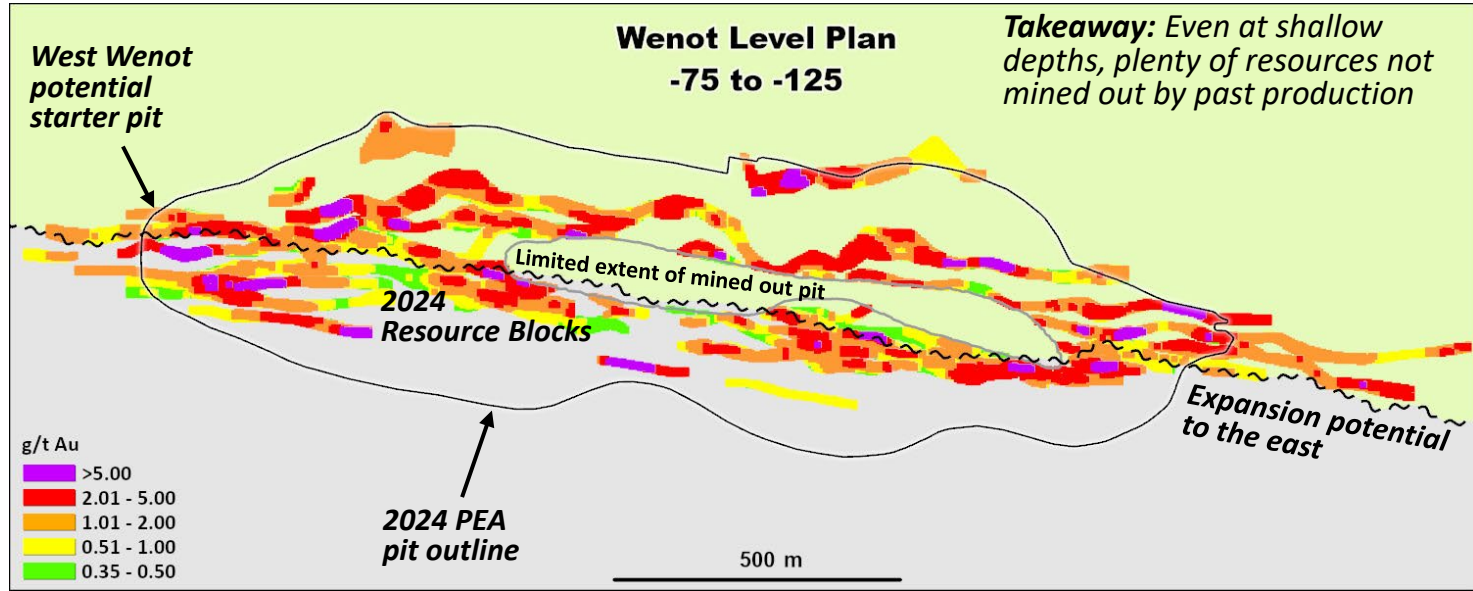 Wenot Level Plan
-75 to -125
Takeaway: Even at shallow
depths, plenty of resources not
mined out by past production
West Wenot
potential
starter pit
Limited extent of mined out pit
2024
Resource Blocks
Expansion potential
to the east
2024 PEA
pit outline
g/t Au
>5.00
2.01 - 5.00
1.01 - 2.00
0.51 - 1.00
0.35 - 0.50
500 m